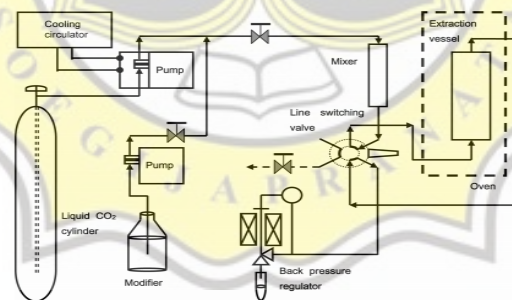 Cooling
circulator
Pump
Mixer
Extraction
vessel
Line switching
valve
Pump
Oven
Liquid CO₂
cylinder
Modifier
Back pressure
regulator